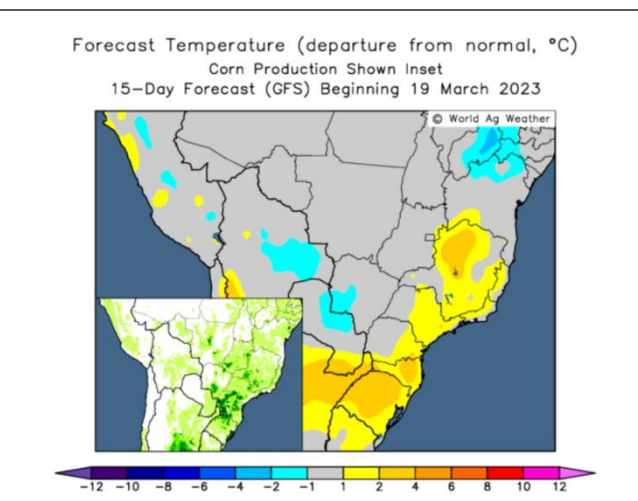 Forecast Temperature (departure from normal, °C)
Corn Production Shown Inset
15-Day Forecast (GFS) Beginning 19 March 2023
© World Ag Weather
-12 -10 -8 -6 -4 -2 -1 1 2 4 6 8 10 12